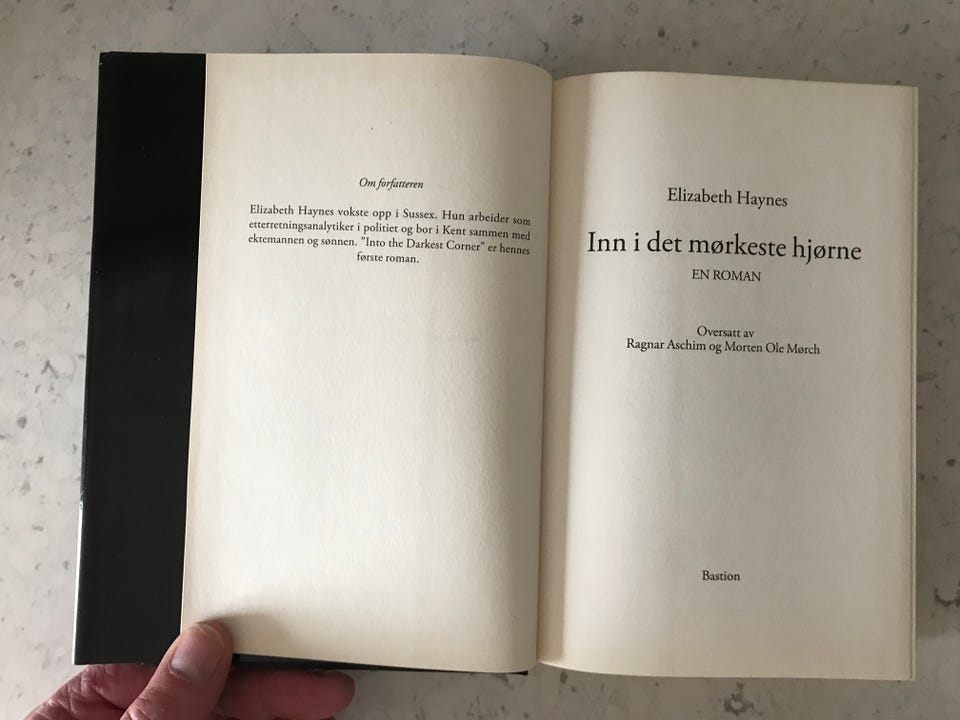 Om forfatteren
Elizabeth Haynes vokste opp i Sussex. Hun arbeider som
etterretningsanalytiker i politiet og bor i Kent sammen med
ektemannen og sønnen. ”Into the Darkest Corner” er hennes
første roman.
Elizabeth Haynes
Inn i det mørkeste hjørne
EN ROMAN
Oversatt av
Ragnar Aschim og Morten Ole Mørch
Bastion